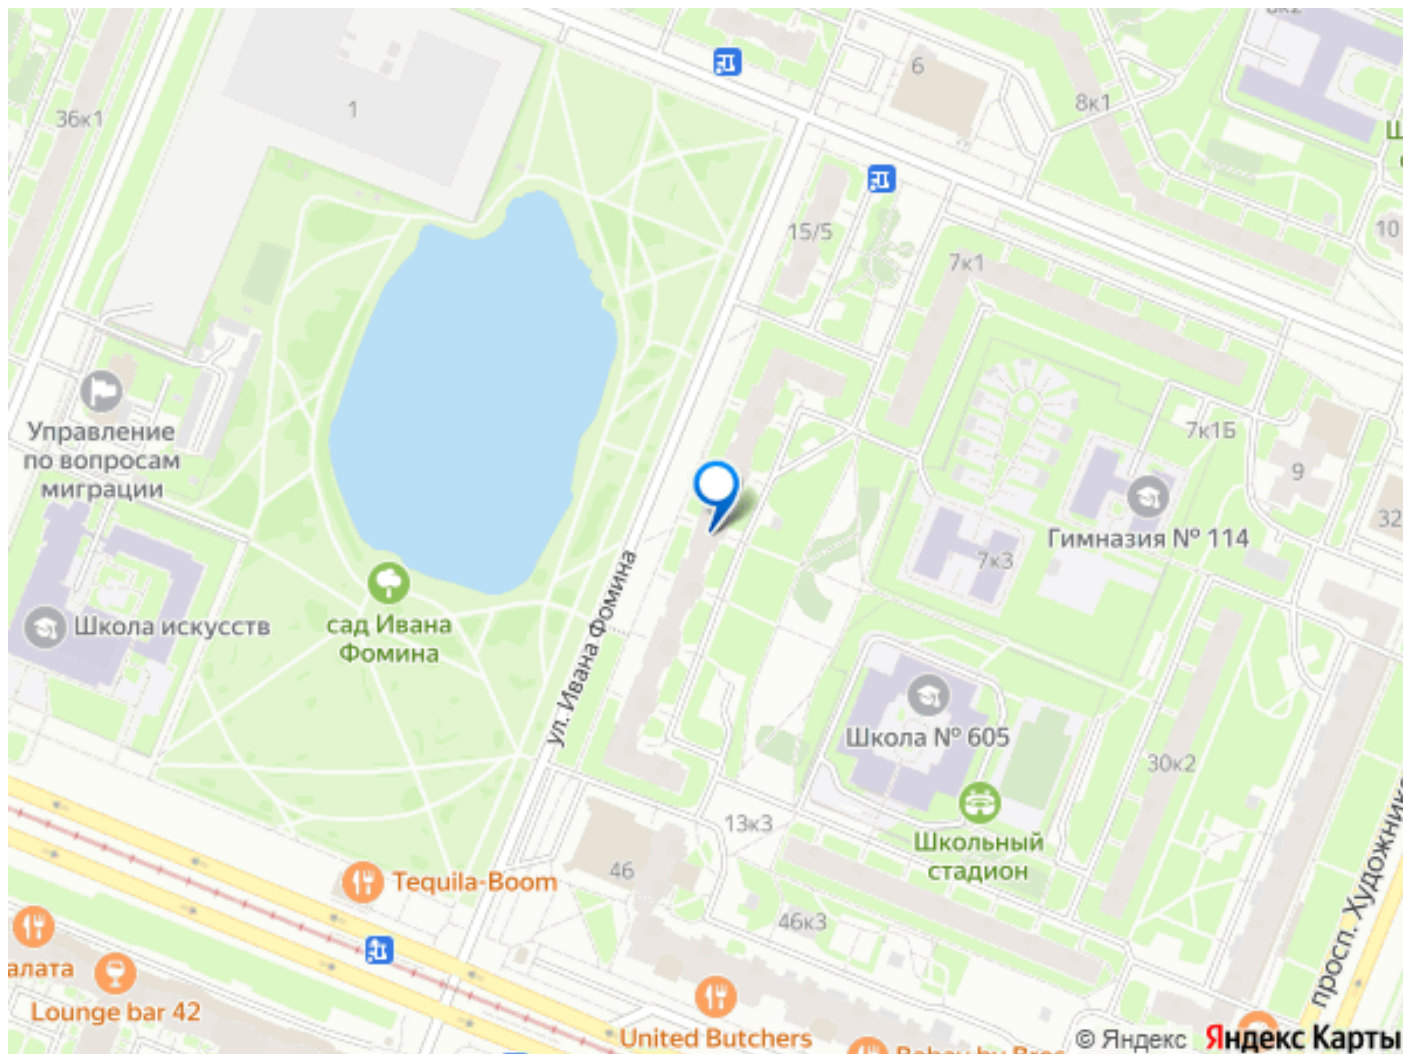 6
36к1
1
8к1
10
15/5
7к1
Управление
по вопросам
миграции
7к1Б
9
32
Гимназия № 114
7к3
ул. Ивана Фомина
Школа искусств
сад Ивана
Фомина
Школа № 605
30к2
13к3
Школьный
стадион
Tequila-Boom
46
46к3
алата
Lounge bar 42
United Butchers
© Яндекс
Яндекс Карты